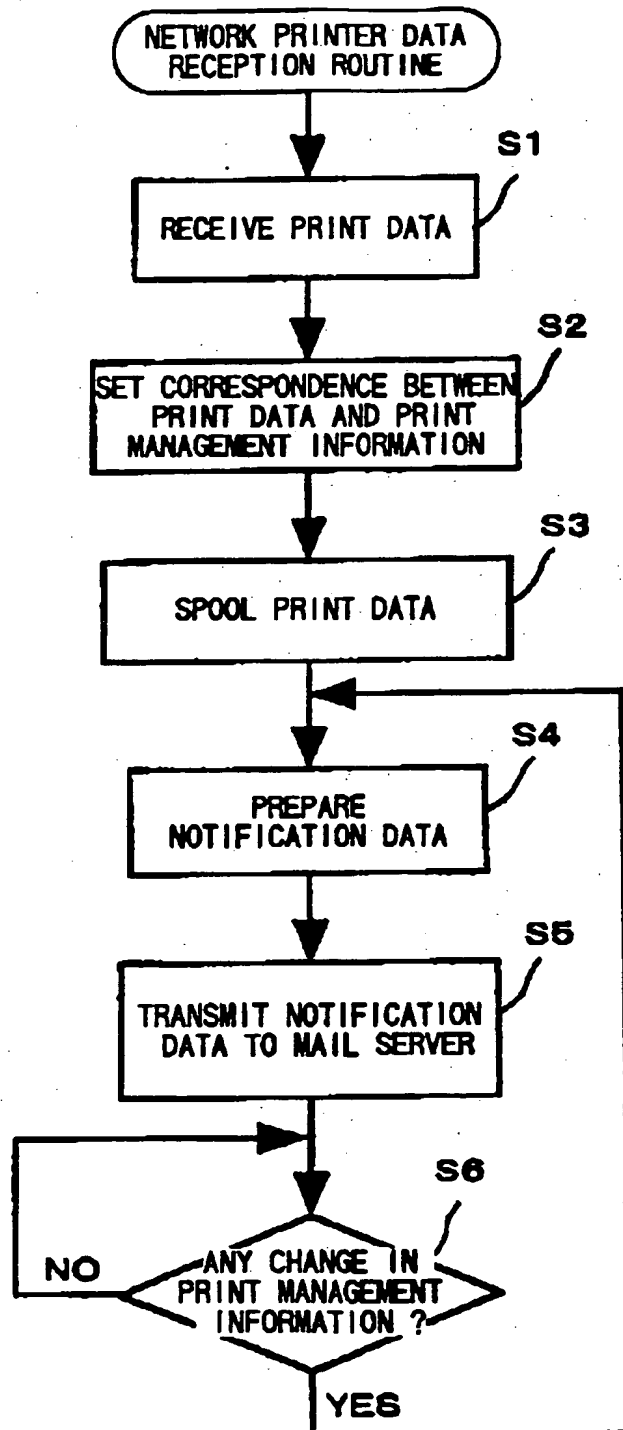 NETWORK PRINTER DATA
RECEPTION ROUTINE
S1
RECEIVE PRINT DATA
S2
SET CORRESPONDENCE BETWEEN
PRINT DATA AND PRINT
MANAGEMENT INFORMATION
S3
SPOOL PRINT DATA
S4
PREPARE
NOTIFICATION DATA
S5
TRANSMIT NOTIFICATION
DATA TO MAIL SERVER
S6
ANY CHANGE IN
PRINT MANAGEMENT
INFORMATION ?
NO
YES